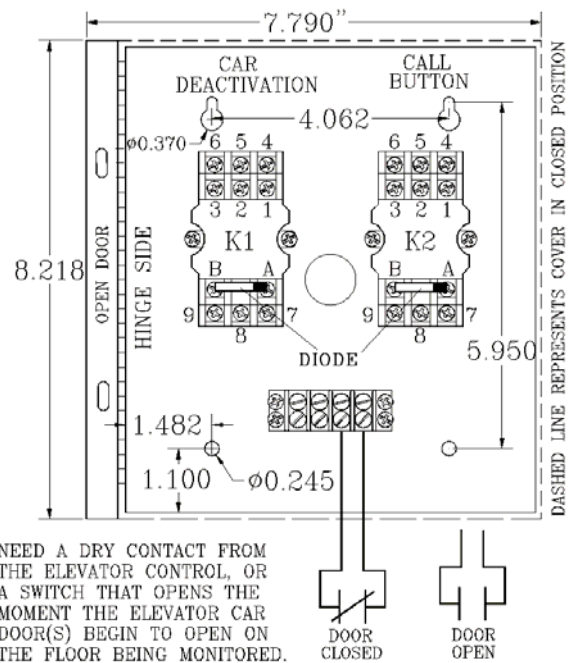 7.790"
CAR
DEACTIVATION
CALL
BUTTON
4.062
ø0.370
6 5 4
6 5 4
3 2 1
3 2 1
K1
K2
B A
B A
9 7
9 7
8
8
DIODE
8.218
OPEN DOOR
HINGE SIDE
5.950
DASHED LINE REPRESENTS COVER IN CLOSED POSITION
1.482
1.100
ø0.245
NEED A DRY CONTACT FROM
THE ELEVATOR CONTROL, OR
A SWITCH THAT OPENS THE
MOMENT THE ELEVATOR CAR
DOOR(S) BEGIN TO OPEN ON
THE FLOOR BEING MONITORED.
DOOR
CLOSED
DOOR
OPEN